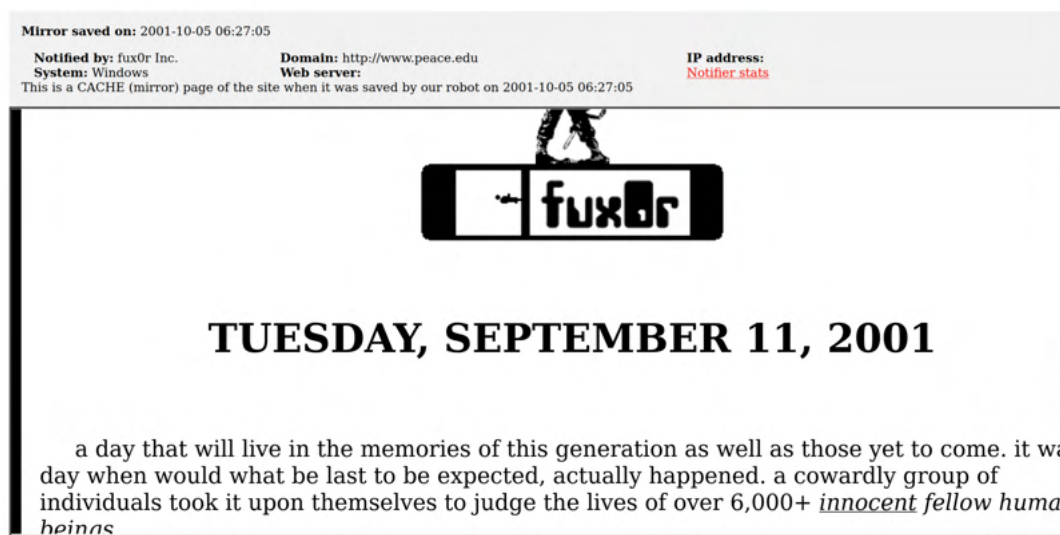 Mirror saved on: 2001-10-05 06:27:05
Notified by: fux0r Inc. Domain: http://www.peace.edu IP address:
System: Windows Web server: Notifier stats
This is a CACHE (mirror) page of the site when it was saved by our robot on 2001-10-05 06:27:05
fux0r
TUESDAY, SEPTEMBER 11, 2001
a day that will live in the memories of this generation as well as those yet to come. it
day when would what be last to be expected, actually happened. a cowardly group of
individuals took it upon themselves to judge the lives of over 6,000+ innocent fellow
beings